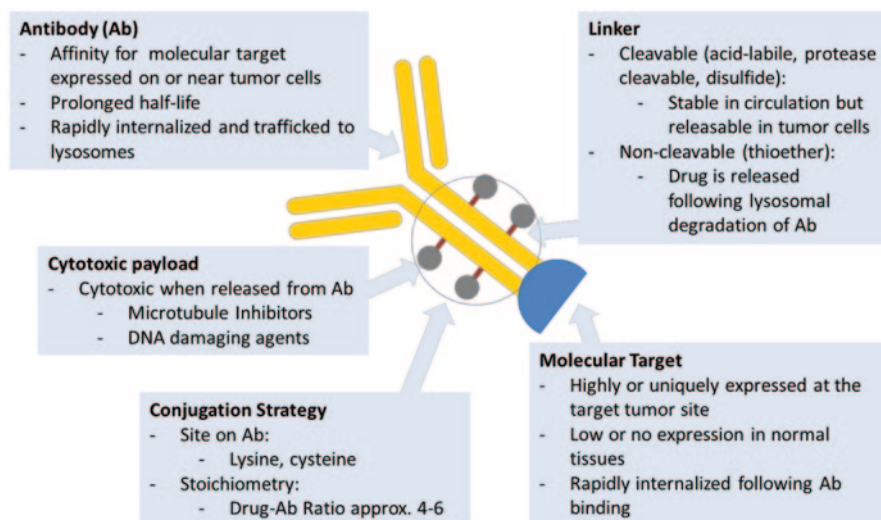 Antibody (Ab)
- Affinity for molecular target
expressed on or near tumor cells
- Prolonged half-life
- Rapidly internalized and trafficked to
lysosomes
Linker
- Cleavable (acid-labile, protease
cleavable, disulfide):
- Stable in circulation but
releasable in tumor cells
- Non-cleavable (thioether):
- Drug is released
following lysosomal
degradation of Ab
Cytotoxic payload
- Cytotoxic when released from Ab
- Microtubule Inhibitors
- DNA damaging agents
Conjugation Strategy
- Site on Ab:
- Lysine, cysteine
- Stoichiometry:
- Drug-Ab Ratio approx. 4-6
Molecular Target
- Highly or uniquely expressed at the
target tumor site
- Low or no expression in normal
tissues
- Rapidly internalized following Ab
binding